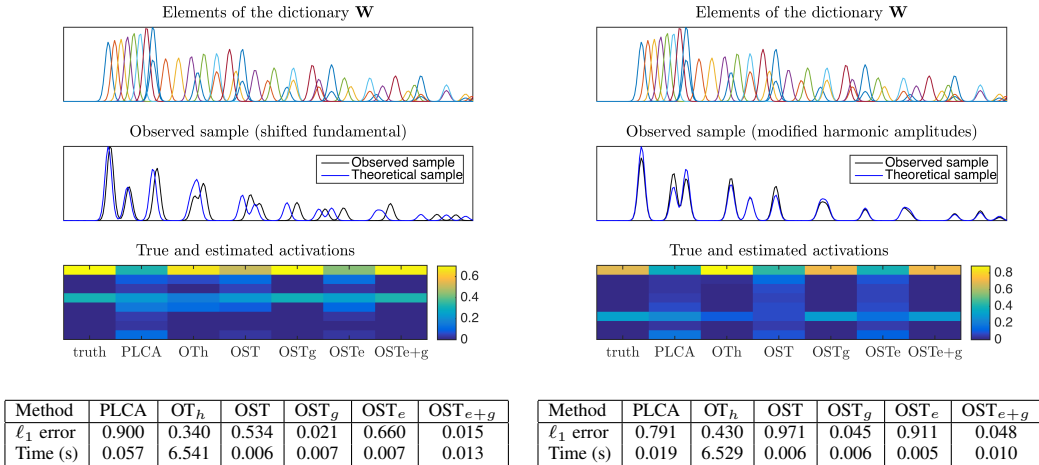 Elements of the dictionary W
Observed sample (shifted fundamental)
Observed sample
Theoretical sample
True and estimated activations
0.6
0.4
0.2
0
truth PLCA OTh OST OSTg OSTe OSTe+g
Method PLCA OT_h OST OST_g OST_e OST_{e+g}
ℓ_1 error 0.900 0.340 0.534 0.021 0.660 0.015
Time (s) 0.057 6.541 0.006 0.007 0.007 0.013
Elements of the dictionary W
Observed sample (modified harmonic amplitudes)
Observed sample
Theoretical sample
True and estimated activations
0.8
0.6
0.4
0.2
0
truth PLCA OTh OST OSTg OSTe OSTe+g
Method PLCA OT_h OST OST_g OST_e OST_{e+g}
ℓ_1 error 0.791 0.430 0.971 0.045 0.911 0.048
Time (s) 0.019 6.529 0.006 0.006 0.005 0.010